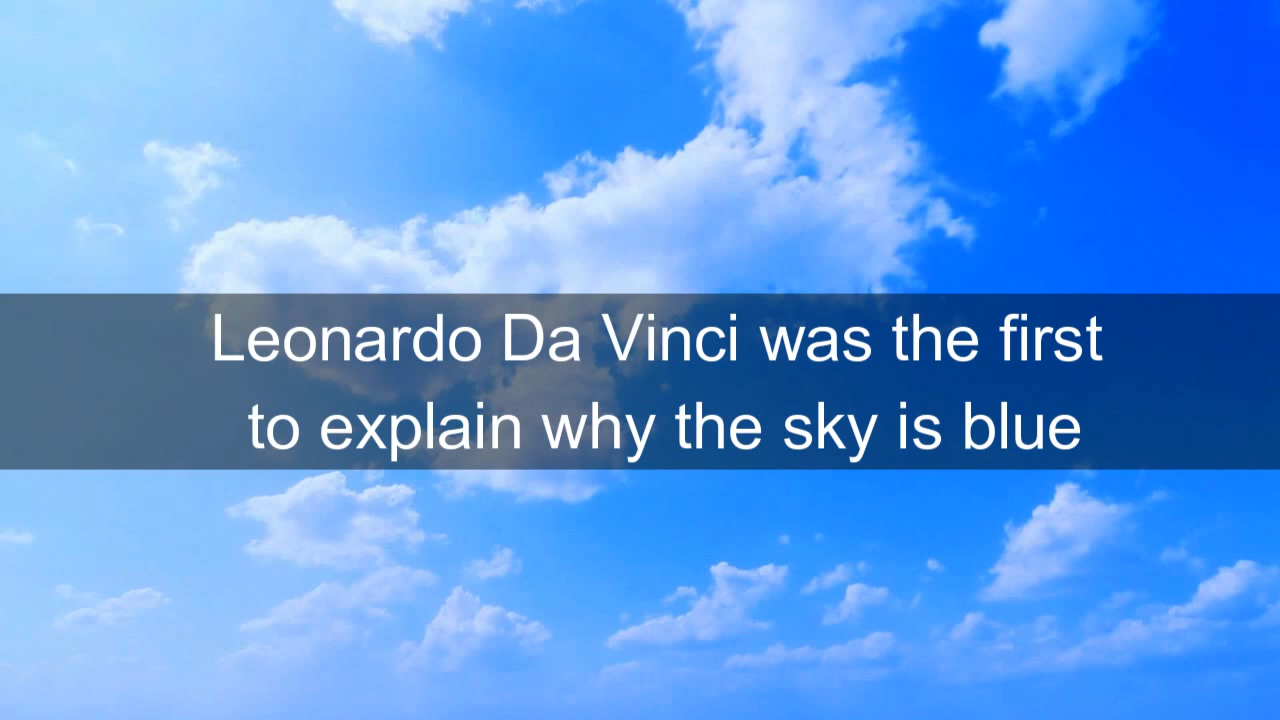 Leonardo Da Vinci was the first
to explain why the sky is blue